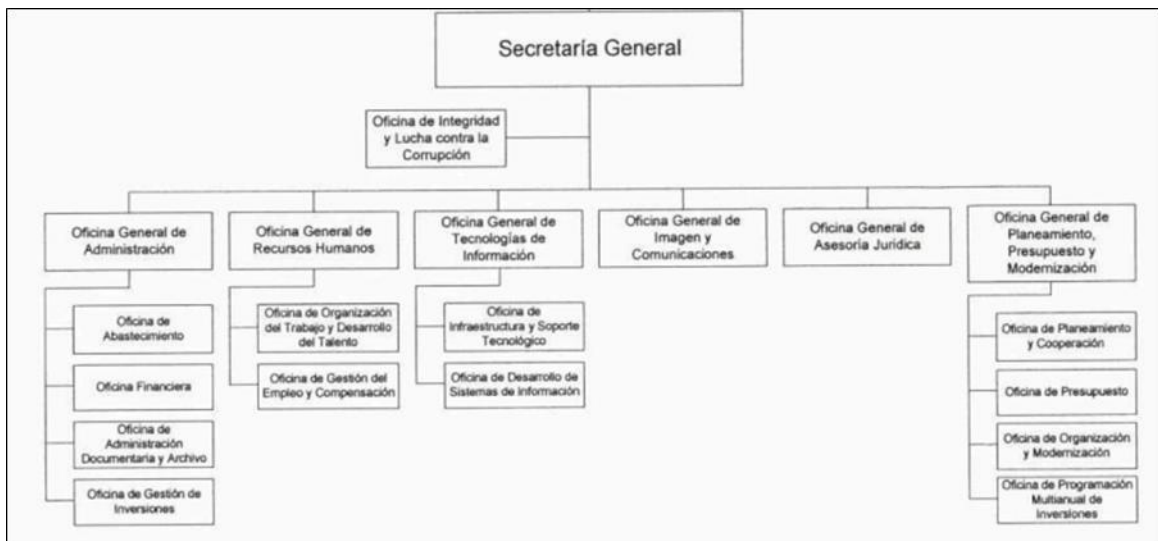 Secretaría General
Oficina de Integridad
y Lucha contra la
Corrupción
Oficina General de
Administración
Oficina General de
Recursos Humanos
Oficina General de
Tecnologías de
Información
Oficina General de
Imagen y
Comunicaciones
Oficina General de
Asesoría Jurídica
Oficina General de
Planeamiento,
Presupuesto y
Modernización
Oficina de
Abastecimiento
Oficina Financiera
Oficina de
Administración
Documentaria y Archivo
Oficina de Gestión de
Inversiones
Oficina de Organización
del Trabajo y Desarrollo
del Talento
Oficina de Gestión del
Empleo y Compensación
Oficina de
Infraestructura y Soporte
Tecnológico
Oficina de Desarrollo de
Sistemas de Información
Oficina de Planeamiento
y Cooperación
Oficina de Presupuesto
Oficina de Organización
y Modernización
Oficina de Programación
Multianual de
Inversiones